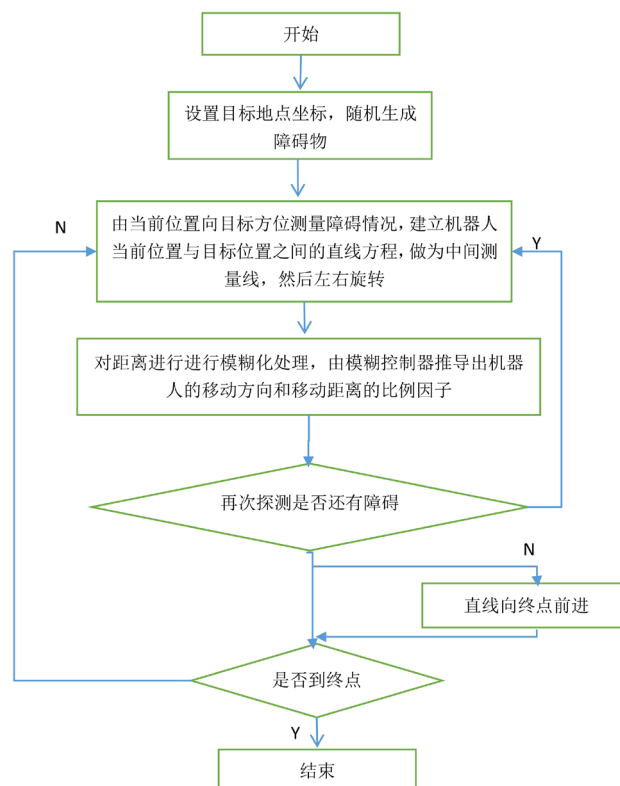 开始
设置目标地点坐标，随机生成
障碍物
N
由当前位置向目标方位测量障碍情况，建立机器人
当前位置与目标位置之间的直线方程，做为中间测
量线，然后左右旋转
Y
对距离进行进行模糊化处理，由模糊控制器推导出机器
人的移动方向和移动距离的比例因子
再次探测是否还有障碍
N
直线向终点前进
是否到终点
Y
结束